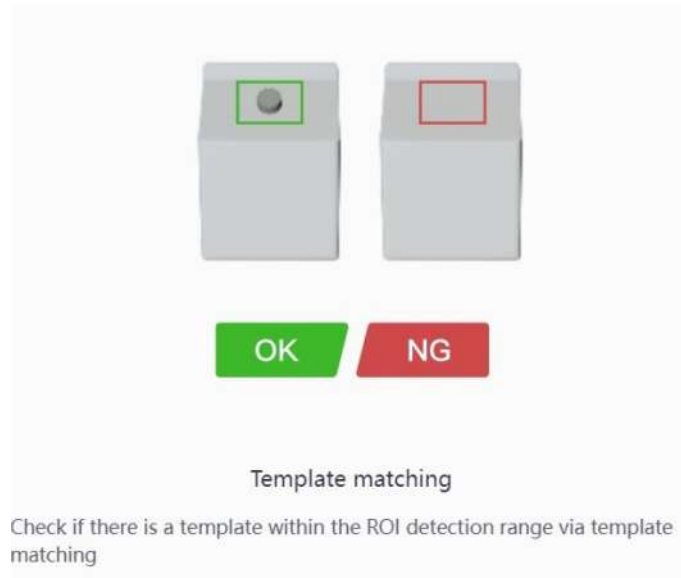 OK
NG
Template matching
Check if there is a template within the ROI detection range via template
matching